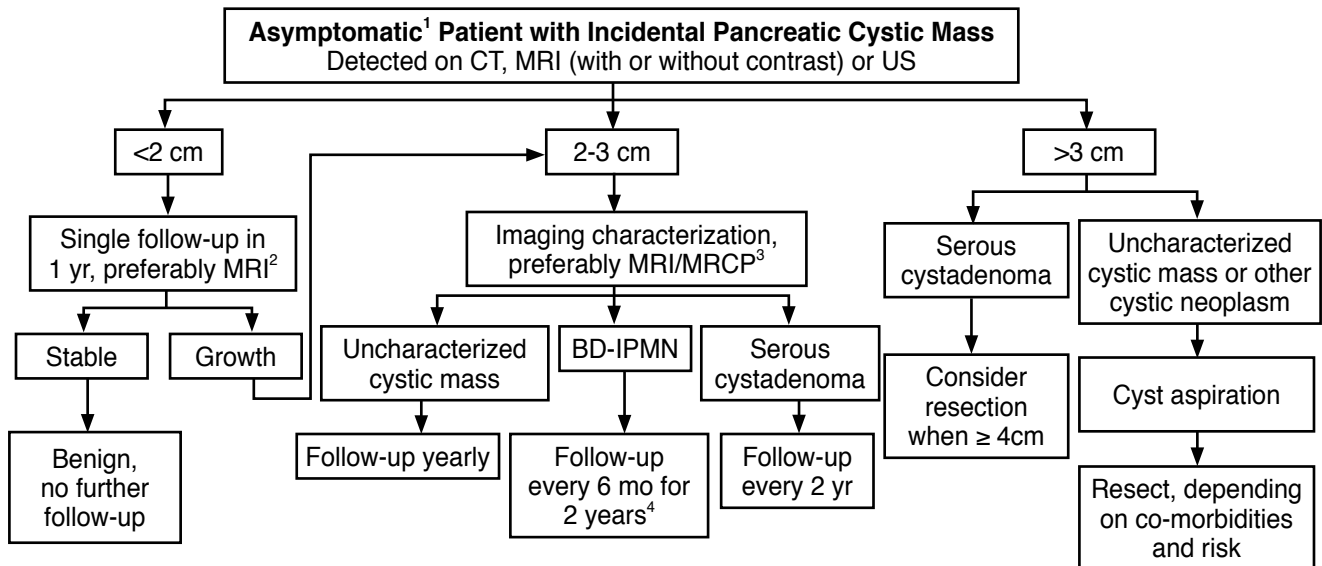 Asymptomatic¹ Patient with Incidental Pancreatic Cystic Mass
Detected on CT, MRI (with or without contrast) or US
<2 cm
2-3 cm
>3 cm
Single follow-up in
1 yr, preferably MRI²
Imaging characterization,
preferably MRI/MRCP³
Serous
cystadenoma
Uncharacterized
cystic mass or other
cystic neoplasm
Stable
Growth
Uncharacterized
cystic mass
BD-IPMN
Serous
cystadenoma
Consider
resection
when ≥ 4cm
Cyst aspiration
Benign,
no further
follow-up
Follow-up yearly
Follow-up
every 6 mo for
2 years⁴
Follow-up
every 2 yr
Resect, depending
on co-morbidities
and risk